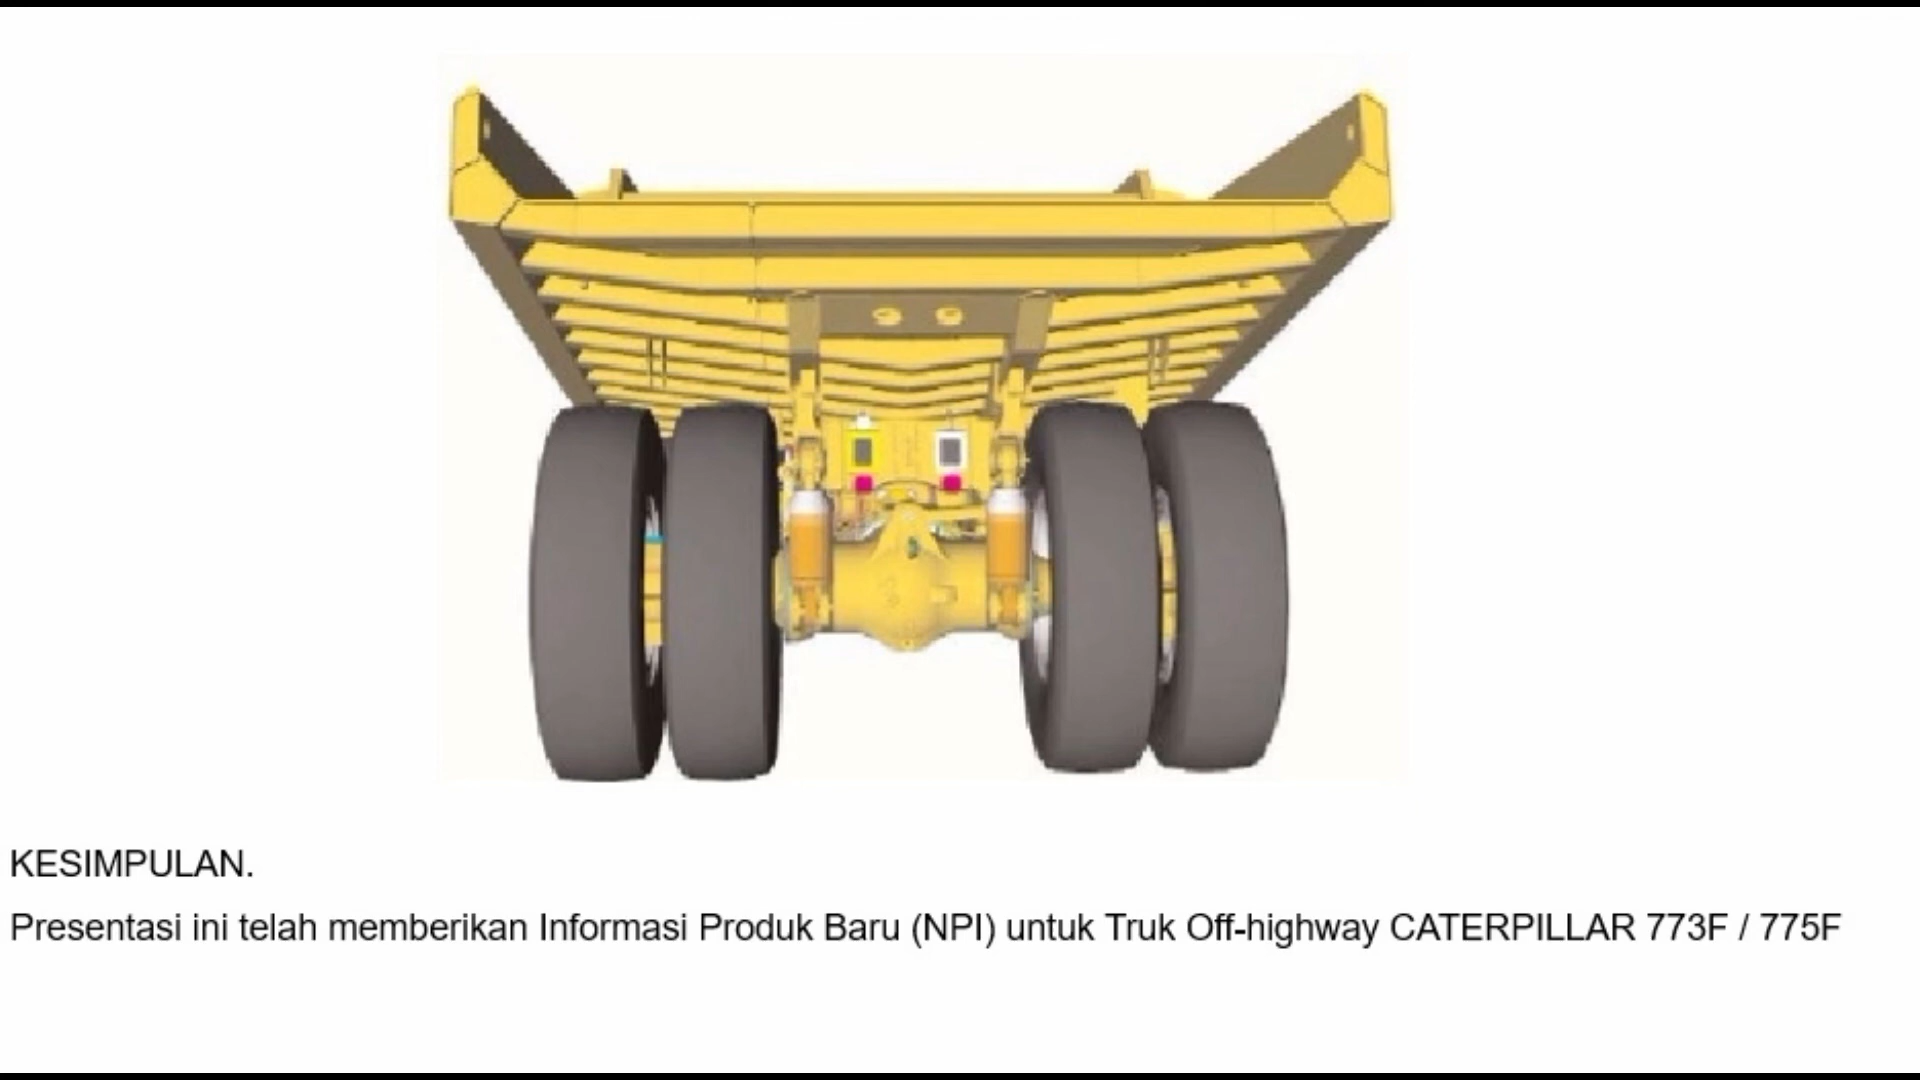 KESIMPULAN.
Presentasi ini telah memberikan Informasi Produk Baru (NPI) untuk Truk Off-highway CATERPILLAR 773F / 775F